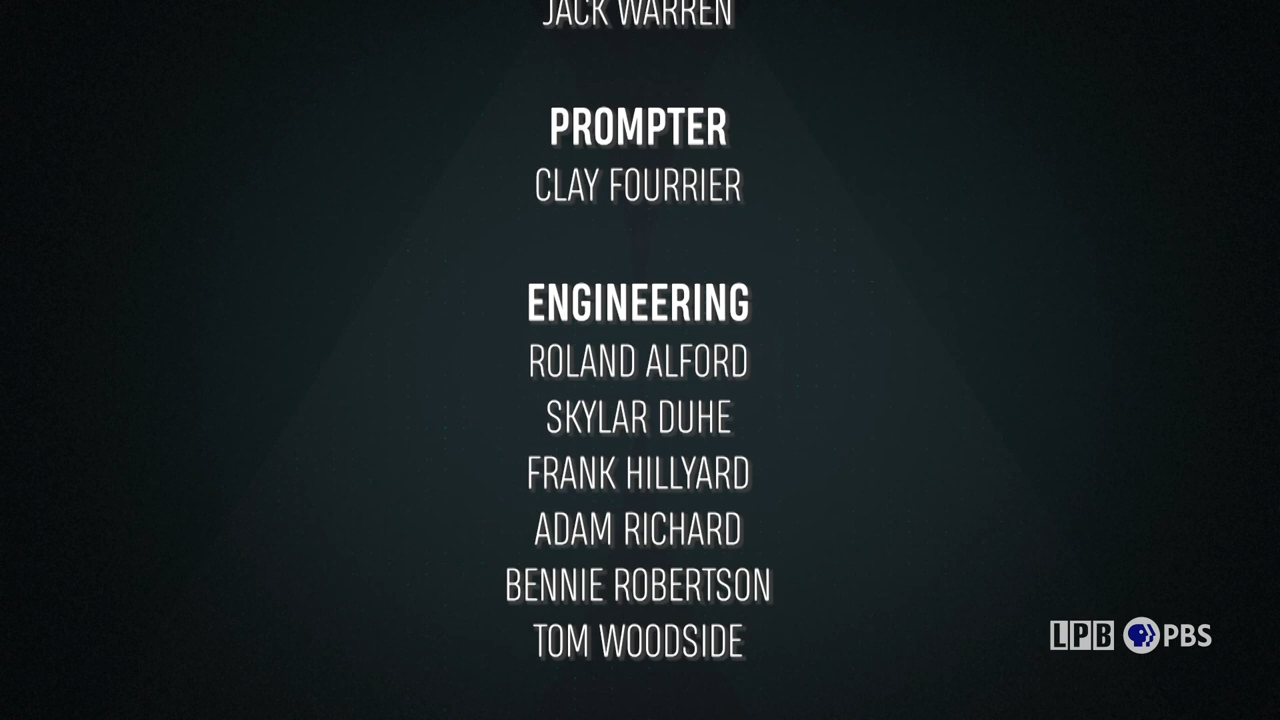 JACK WARREN
PROMPTER
CLAY FOURRIER
ENGINEERING
ROLAND ALFORD
SKYLAR DUHE
FRANK HILLYARD
ADAM RICHARD
BENNIE ROBERTSON
TOM WOODSIDE
LPB PBS